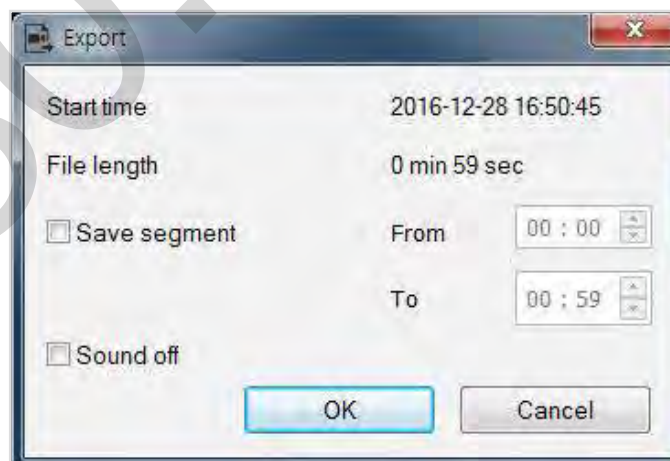 Export
Start time 2016-12-28 16:50:45
File length 0 min 59 sec
Save segment From 00 : 00
To 00 : 59
Sound off
OK Cancel